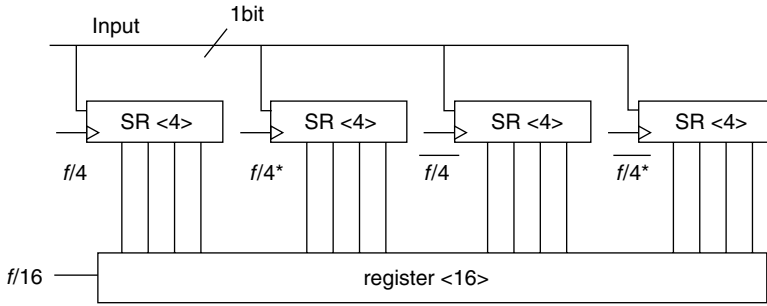 Input
1bit
SR <4>
SR <4>
SR <4>
SR <4>
f/4
f/4*
f/4
f/4*
f/16
register <16>